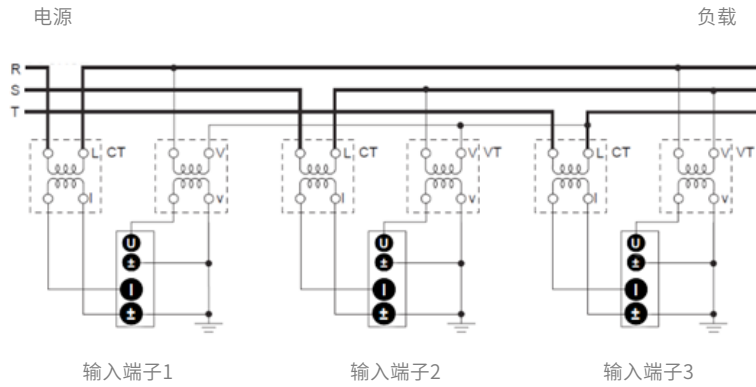 电源 负载
R
S
T
L CT V L CT V VT L CT V VT
l v l v l v
U U U
± ± ±
I I I
± ± ±
输入端子1 输入端子2 输入端子3